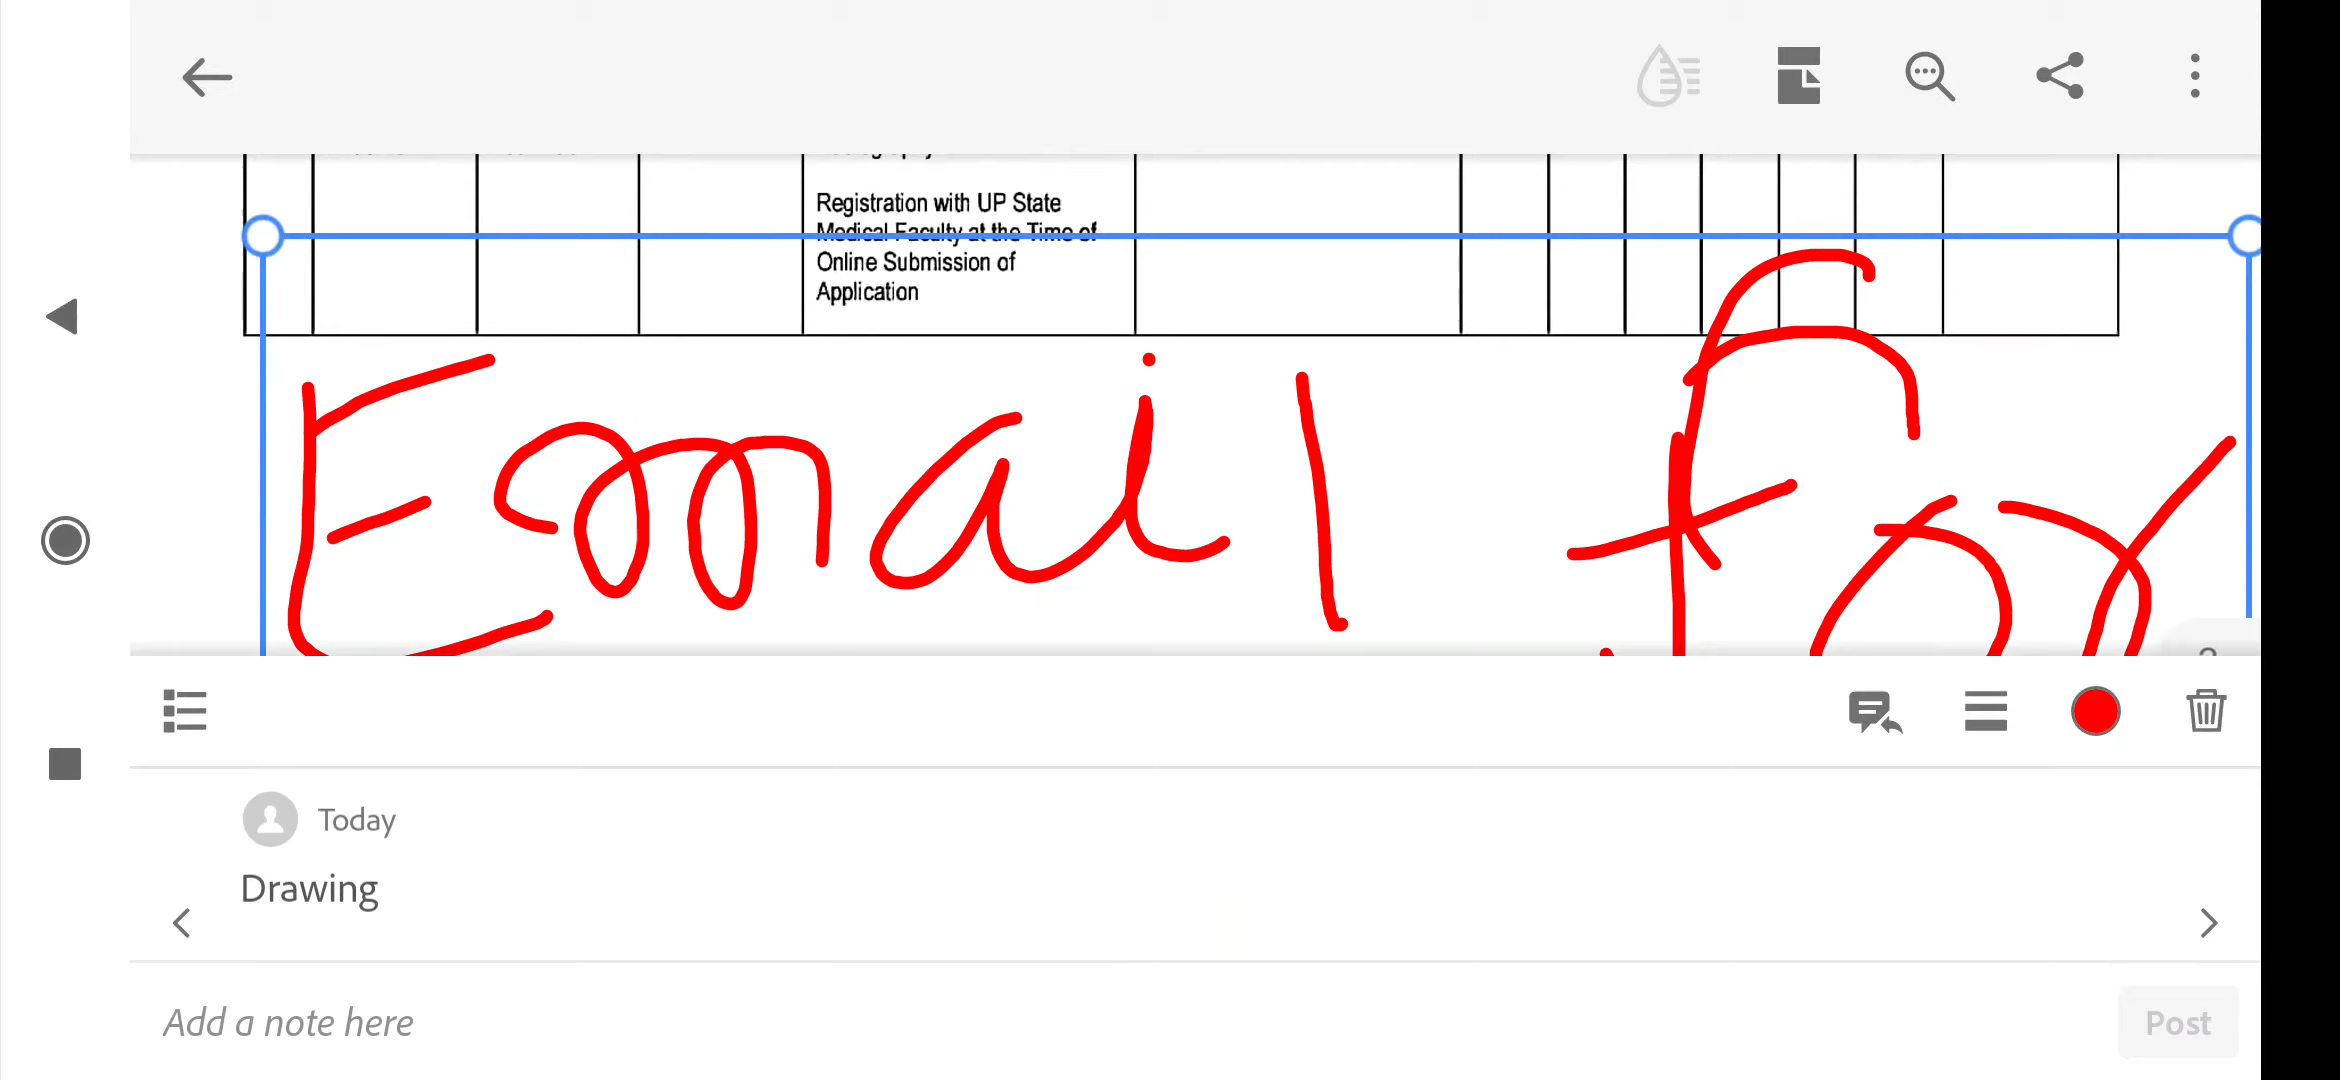 Registration with UP State
Medical Faculty at the Time of
Online Submission of
Application
Email for
Today
Drawing
Add a note here
Post